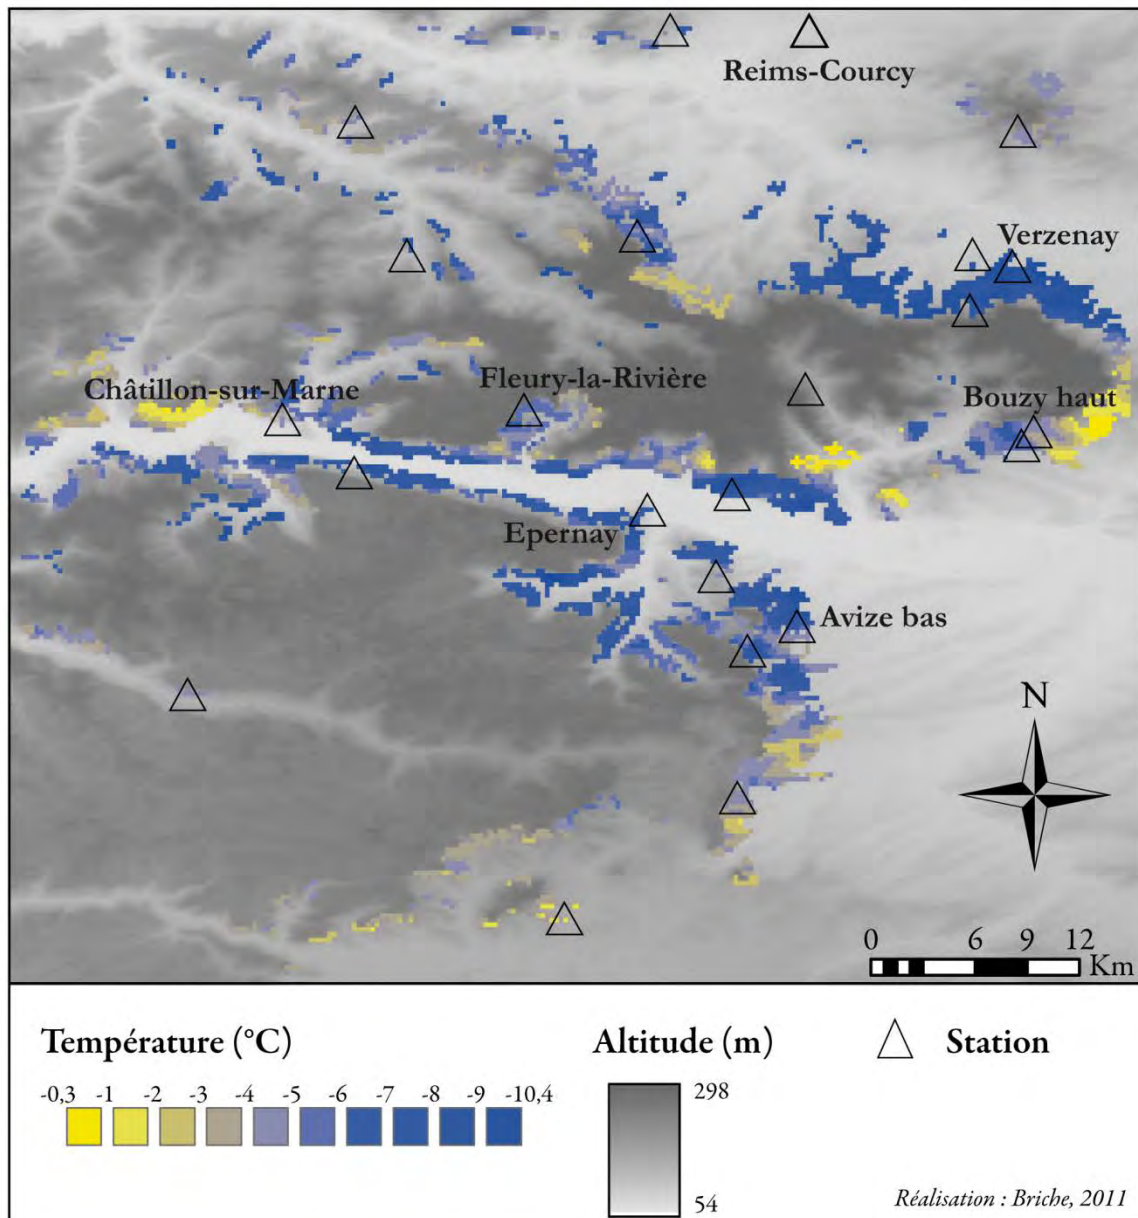 Reims-Courcy
Verzenay
Châtillon-sur-Marne
Fleury-la-Rivière
Bouzy haut
Epernay
Avize bas
N
0 6 9 12
Km
Température (°C)
-0,3 -1 -2 -3 -4 -5 -6 -7 -8 -9 -10,4
Altitude (m)
298
54
Station
Réalisation : Briche, 2011